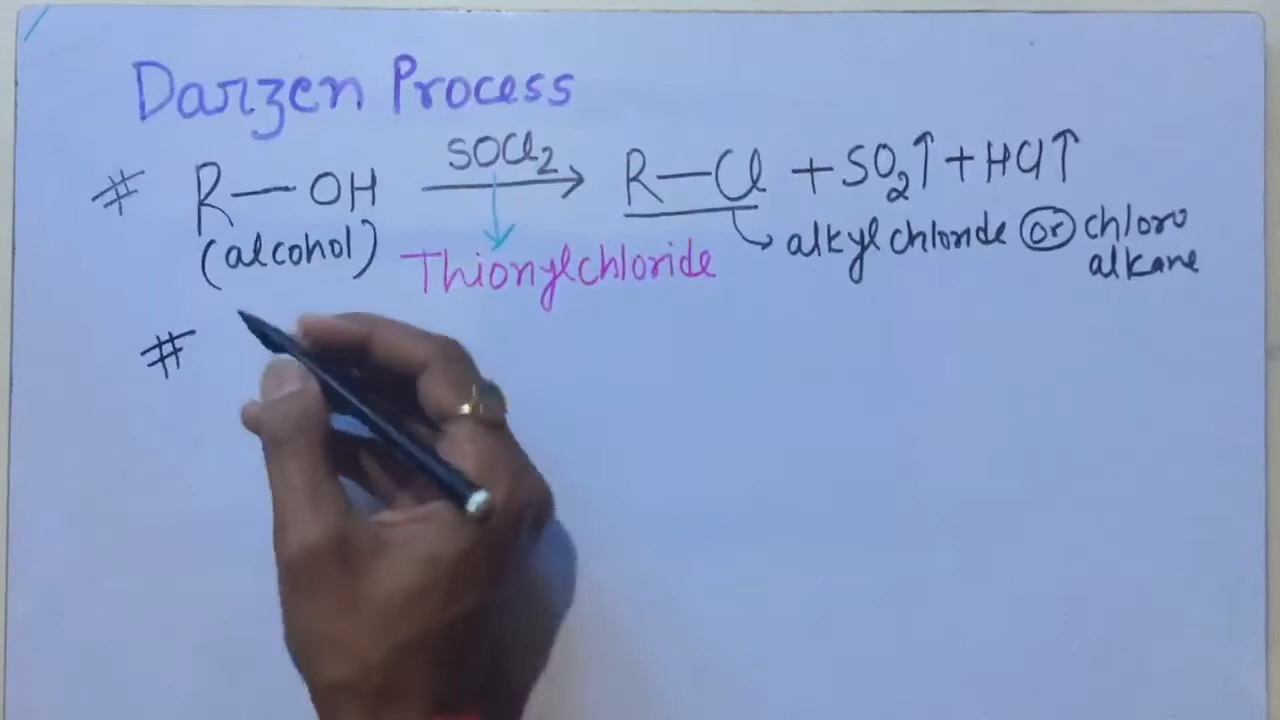 Darzen Process
# R—OH SOCl₂ → R—Cl + SO₂↑ + HCl↑
(alcohol) Thionylchloride alkyl chloride or chloro
alkane
#